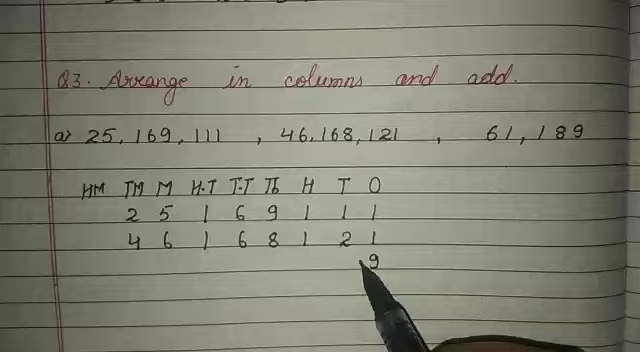 Q3. Arrange in columns and add.
a) 25,169,111 , 46,168,121 , 61,189
HM TM M H.T T.T Th H T O
2 5 1 6 9 1 1 1
4 6 1 6 8 1 2 1
9